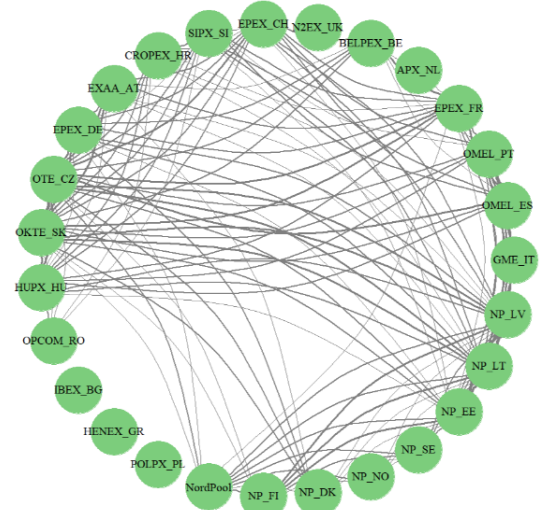 EPEX_CH
N2EX_UK
SIPX_SI
BELPEX_BE
CROPEX_HR
APX_NL
EXAA_AT
EPEX_FR
EPEX_DE
OMEL_PT
OTE_CZ
OMEL_ES
OKTE_SK
GME_IT
HUPX_HU
NP_LV
OPCOM_RO
NP_LT
IBEX_BG
NP_EE
HENEX_GR
NP_SE
POLPX_PL
NP_NO
NordPool
NP_DK
NP_FI